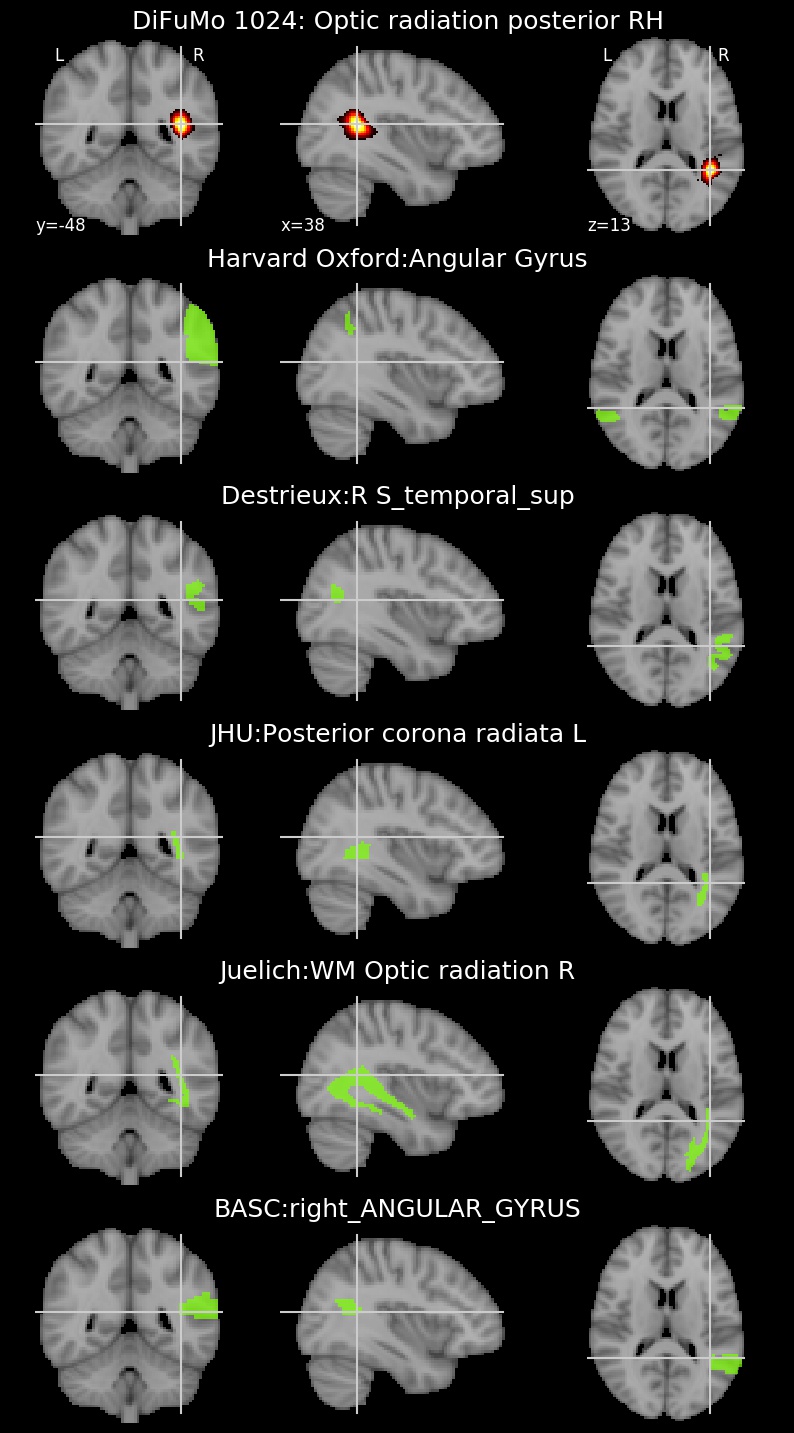 DiFuMo 1024: Optic radiation posterior RH
L R L R
y=-48 x=38 z=13
Harvard Oxford:Angular Gyrus
Destrieux:R S_temporal_sup
JHU:Posterior corona radiata L
Juelich:WM Optic radiation R
BASC:right_ANGULAR_GYRUS